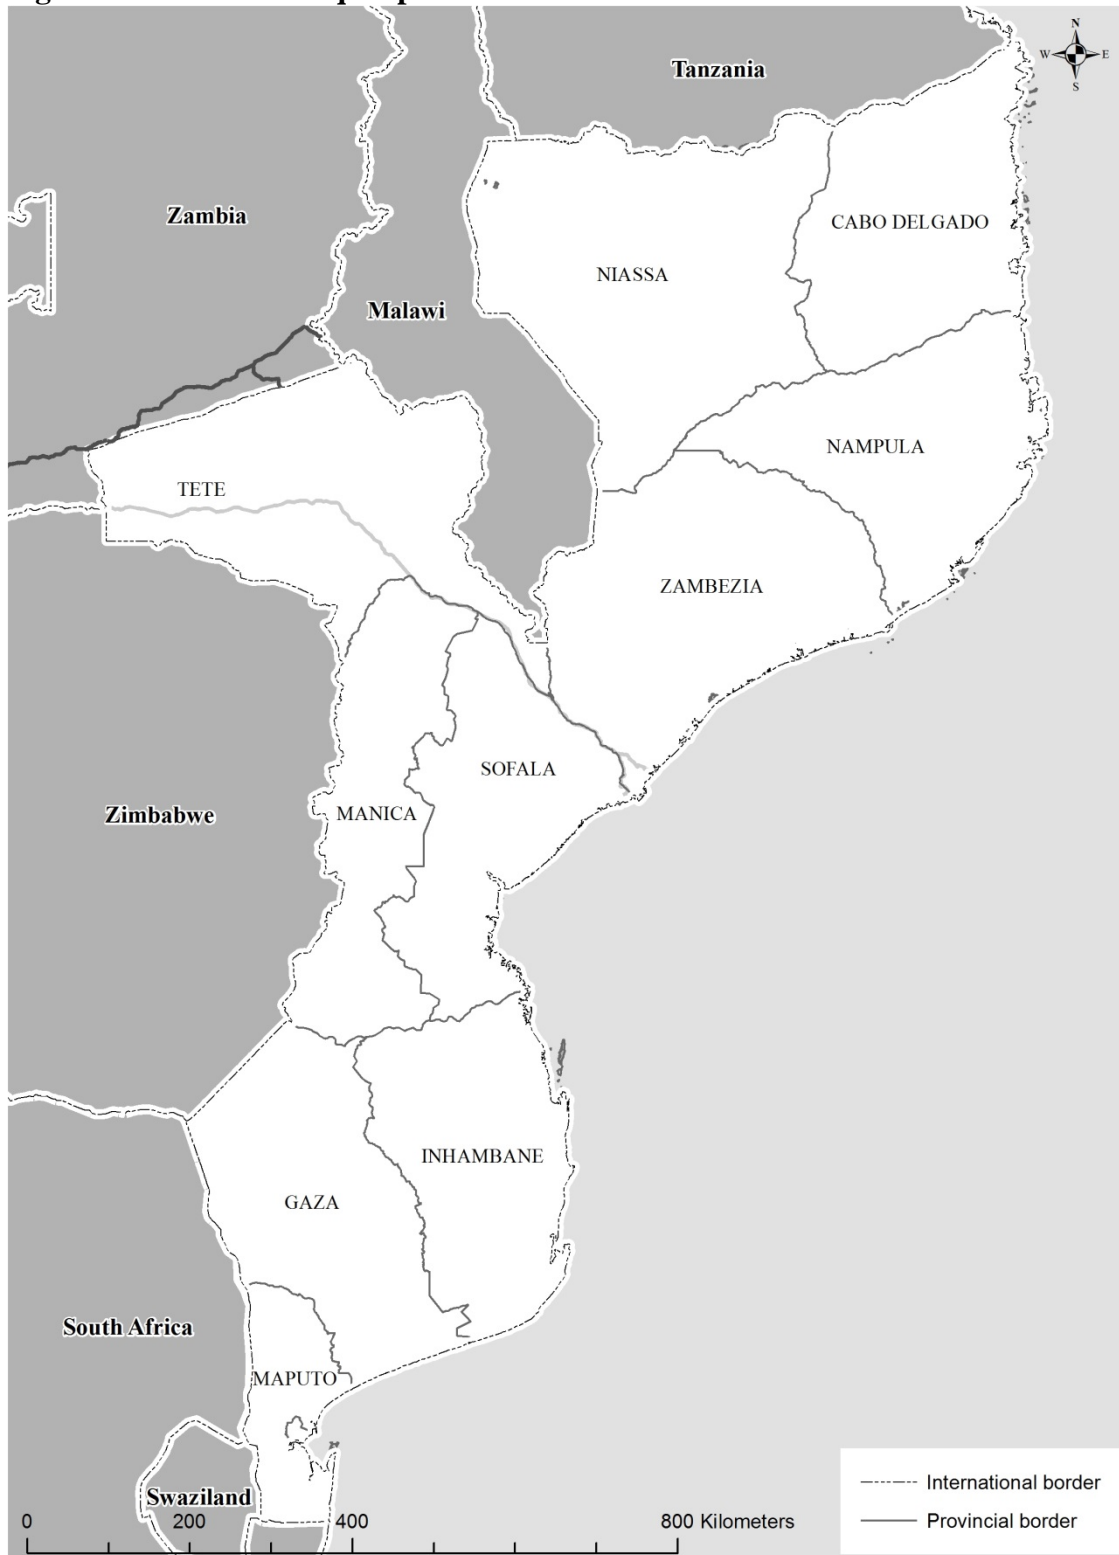 N
W E
S
Tanzania
Zambia
CABO DELGADO
NIASSA
Malawi
NAMPULA
TETE
ZAMBEZIA
SOFALA
MANICA
Zimbabwe
INHAMBANE
GAZA
South Africa
MAPUTO
Swaziland
International border
Provincial border
0 200 400 800 Kilometers